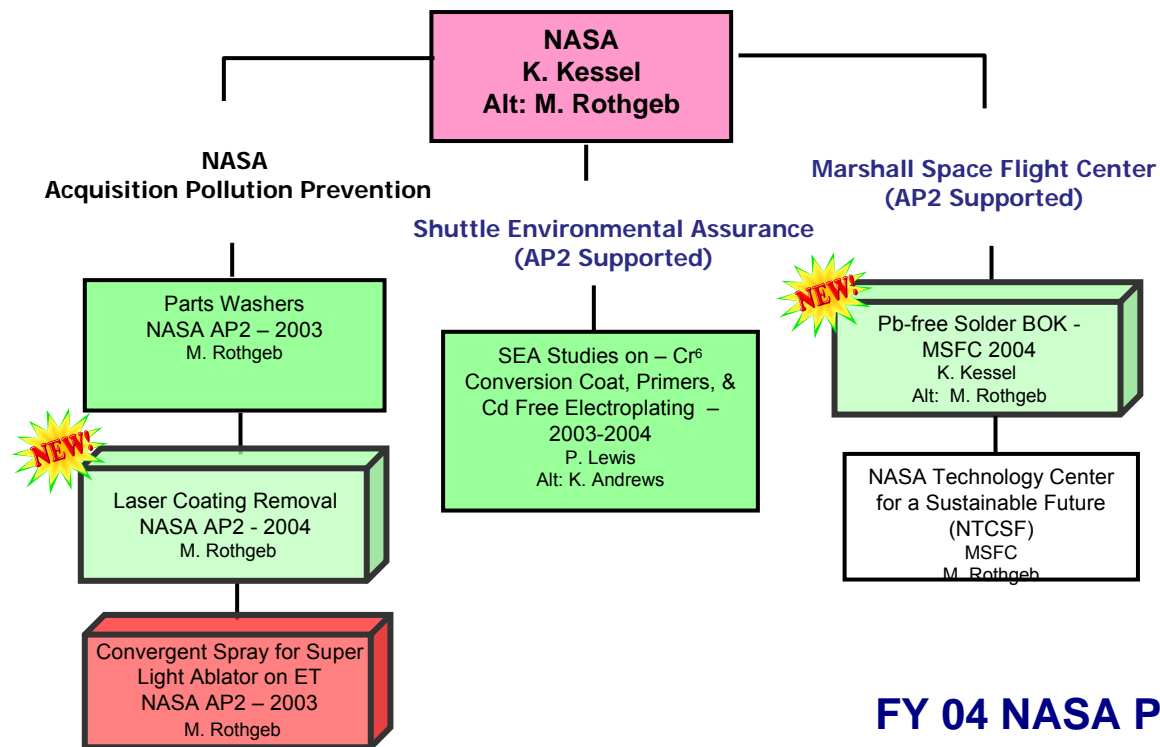 NASA
K. Kessel
Alt: M. Rothgeb
NASA
Acquisition Pollution Prevention
Parts Washers
NASA AP2 – 2003
M. Rothgeb
NEW!
Laser Coating Removal
NASA AP2 - 2004
M. Rothgeb
Convergent Spray for Super
Light Ablator on ET
NASA AP2 – 2003
M. Rothgeb
Shuttle Environmental Assurance
(AP2 Supported)
SEA Studies on – Cr⁶
Conversion Coat, Primers, &
Cd Free Electroplating –
2003-2004
P. Lewis
Alt: K. Andrews
Marshall Space Flight Center
(AP2 Supported)
NEW!
Pb-free Solder BOK -
MSFC 2004
K. Kessel
Alt: M. Rothgeb
NASA Technology Center
for a Sustainable Future
(NTCSF)
MSFC
M. Rothgeb
FY 04 NASA P